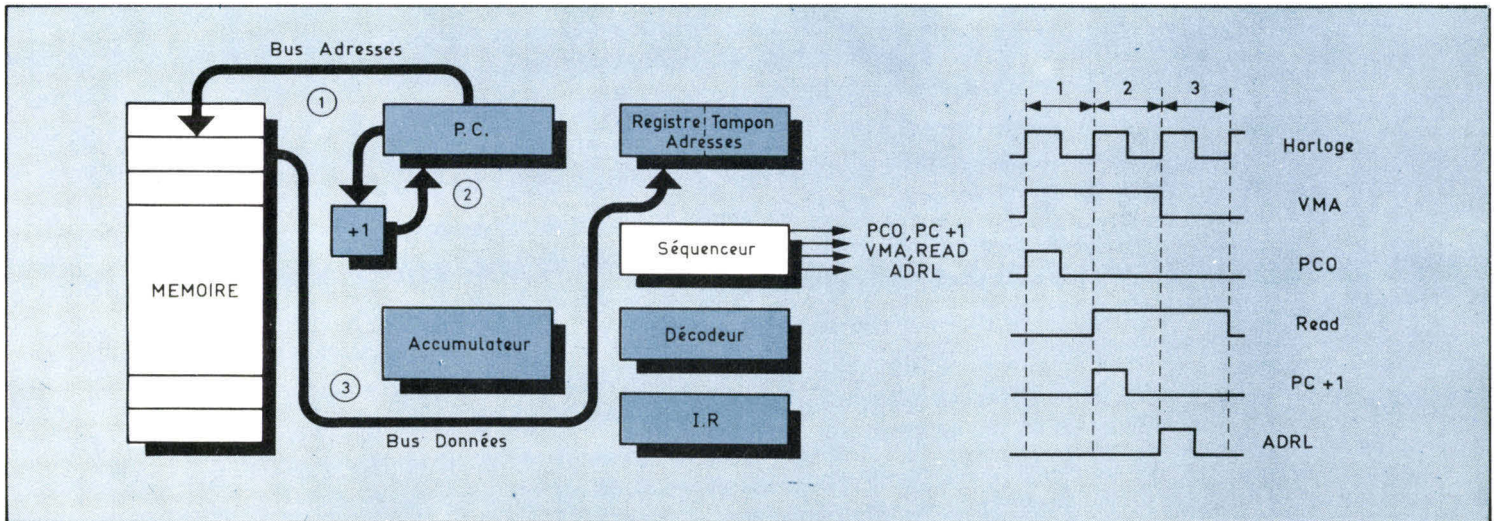 Bus Adresses
1
P.C.
2
+1
MEMOIRE
Accumulateur
3
Bus Données
Registre Tampon
Adresses
Séquenceur
PCO, PC +1
VMA, READ
ADRL
Décodeur
I.R
1 2 3
Horloge
VMA
PCO
Read
PC +1
ADRL